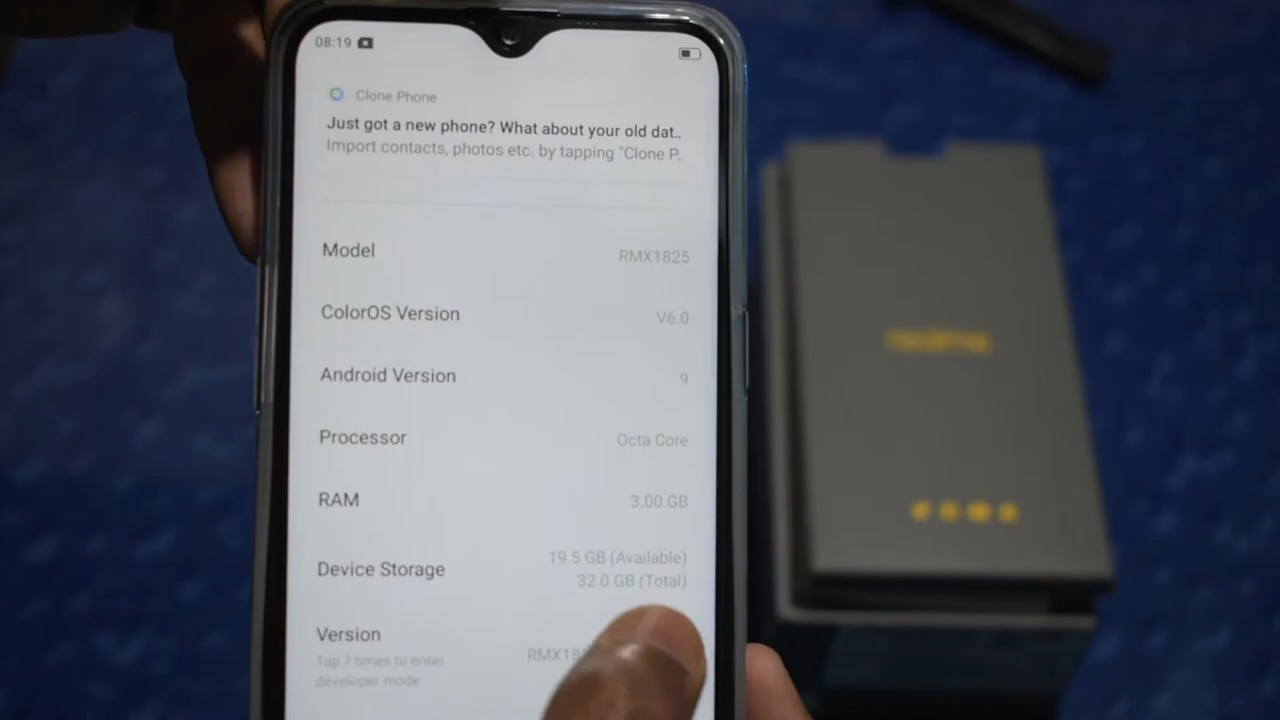 08:19
Clone Phone
Just got a new phone? What about your old dat..
Import contacts, photos etc. by tapping "Clone P..
Model
RMX1825
ColorOS Version
V6.0
Android Version
9
Processor
Octa Core
RAM
3.00 GB
Device Storage
19.5 GB (Available)
32.0 GB (Total)
Version
RMX18
Tap 7 times to enter
developer mode
realme